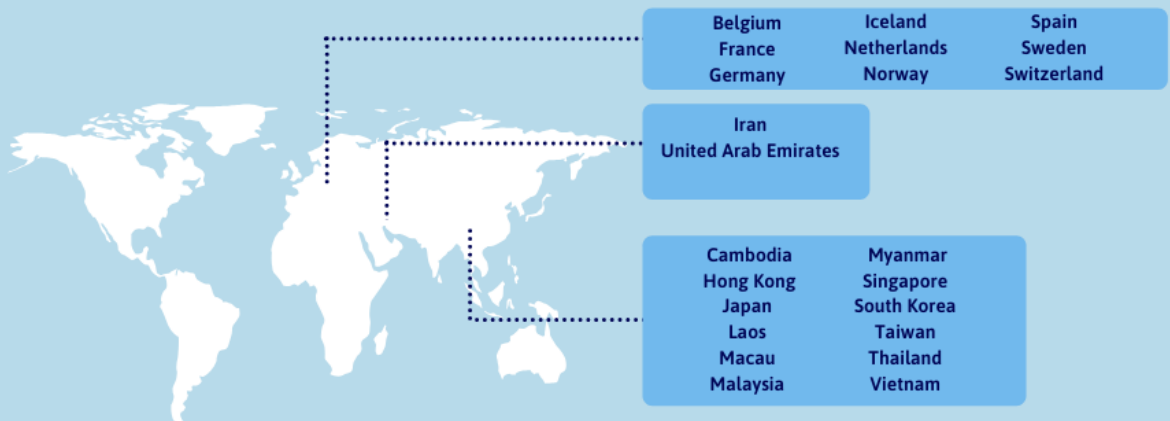 Belgium
France
Germany
Iceland
Netherlands
Norway
Spain
Sweden
Switzerland
Iran
United Arab Emirates
Cambodia
Hong Kong
Japan
Laos
Macau
Malaysia
Myanmar
Singapore
South Korea
Taiwan
Thailand
Vietnam